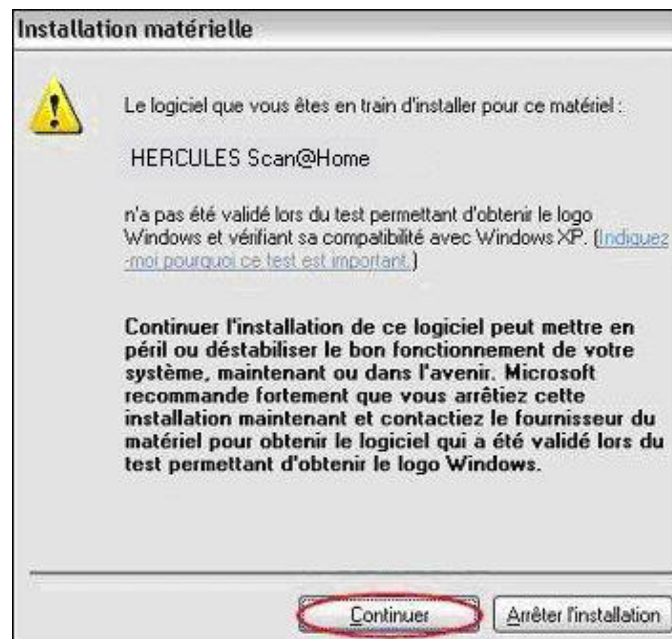 Installation matérielle
Le logiciel que vous êtes en train d'installer pour ce matériel :
HERCULES Scan@Home
n'a pas été validé lors du test permettant d'obtenir le logo
Windows et vérifiant sa compatibilité avec Windows XP. (Indiquez
-moi pourquoi ce test est important.)
Continuer l'installation de ce logiciel peut mettre en
péril ou déstabiliser le bon fonctionnement de votre
système, maintenant ou dans l'avenir. Microsoft
recommande fortement que vous arrêtiez cette
installation maintenant et contactiez le fournisseur du
matériel pour obtenir le logiciel qui a été validé lors du
test permettant d'obtenir le logo Windows.
Continuer
Arrêter l'installation